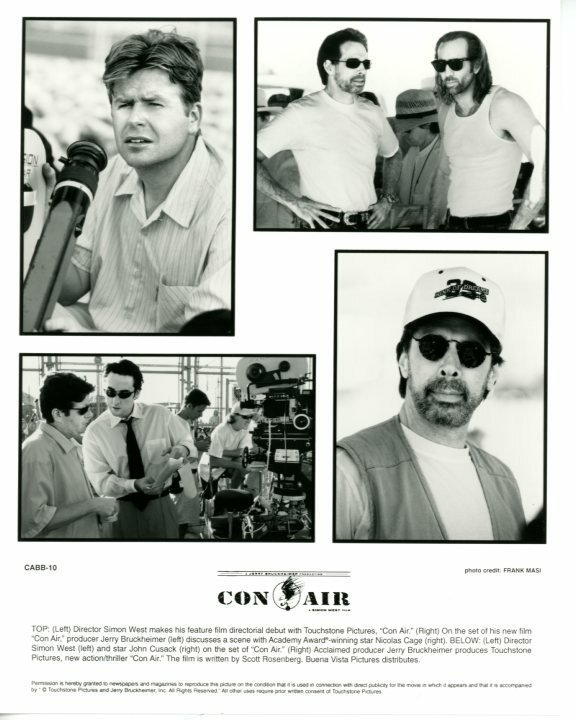 CABB-10
photo credit: FRANK MASI
A JERRY BRUCKHEIMER PRODUCTION
CON AIR
A SIMON WEST FILM
TOP: (Left) Director Simon West makes his feature film directorial debut with Touchstone Pictures, "Con Air." (Right) On the set of his new film
"Con Air," producer Jerry Bruckheimer (left) discusses a scene with Academy Award®-winning star Nicolas Cage (right). BELOW: (Left) Director
Simon West (left) and star John Cusack (right) on the set of "Con Air." (Right) Acclaimed producer Jerry Bruckheimer produces Touchstone
Pictures, new action/thriller "Con Air." The film is written by Scott Rosenberg. Buena Vista Pictures distributes.
Permission is hereby granted to newspapers and magazines to reproduce this picture on the condition that it is used in connection with direct publicity for the movie in which it appears and that it is accompanied
by " © Touchstone Pictures and Jerry Bruckheimer, Inc. All Rights Reserved." All other uses require prior written consent of Touchstone Pictures.